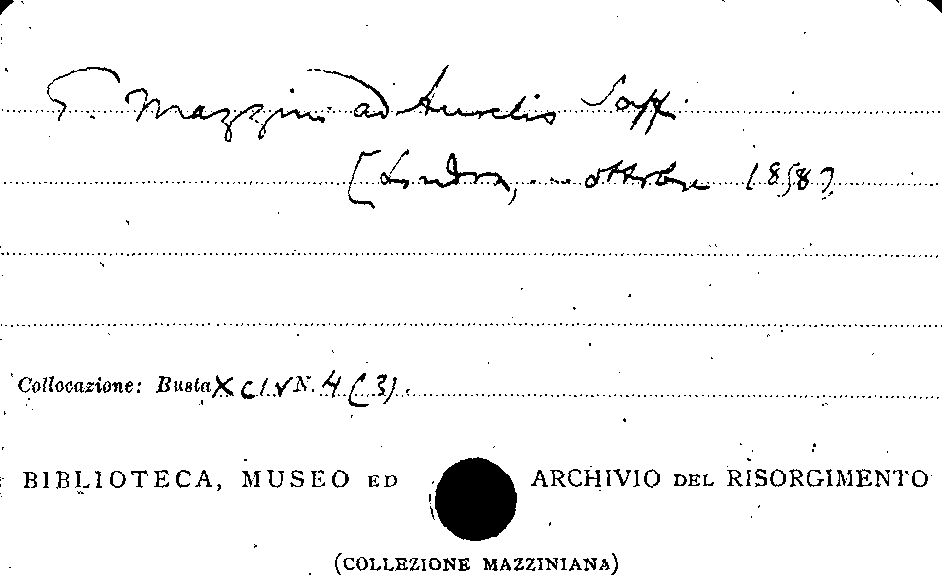 G. Mazzini ad Aurelio Saffi
[Londra, ... ottobre 1858]
Collocazione: Busta XCIV N. 4 (3).
BIBLIOTECA, MUSEO ED ARCHIVIO DEL RISORGIMENTO
(COLLEZIONE MAZZINIANA)